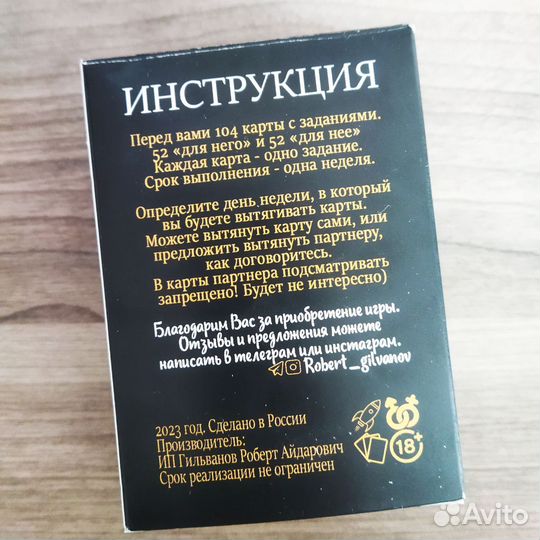 ИНСТРУКЦИЯ
Перед вами 104 карты с заданиями.
52 «для него» и 52 «для нее»
Каждая карта - одно задание.
Срок выполнения - одна неделя.
Определите день недели, в который
вы будете вытягивать карты.
Можете вытянуть карту сами, или
предложить вытянуть партнеру,
как договоритесь.
В карты партнера подсматривать
запрещено! Будет не интересно)
Благодарим Вас за приобретение игры.
Отзывы и предложения можете
написать в телеграм или инстаграм.
Robert_gilvanov
2023 год. Сделано в России
Производитель:
ИП Гильванов Роберт Айдарович
Срок реализации не ограничен
18+
Avito